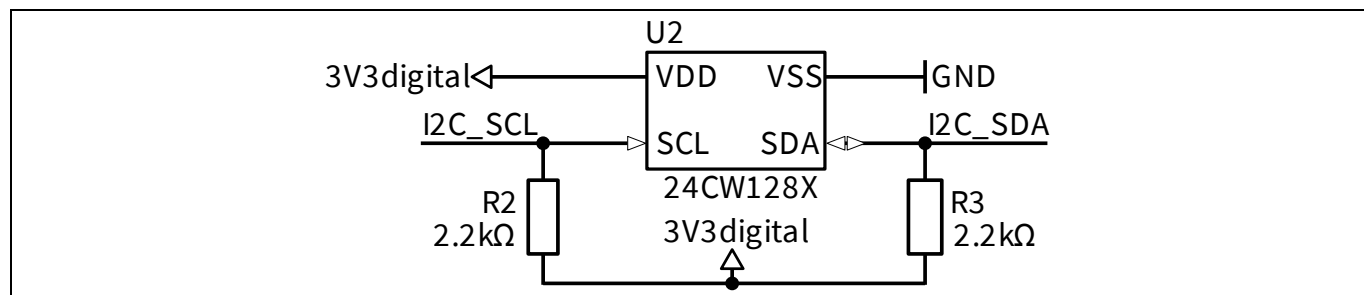 U2
3V3digital VDD VSS GND
I2C_SCL SCL SDA I2C_SDA
24CW128X
R2 3V3digital R3
2.2kΩ 2.2kΩ